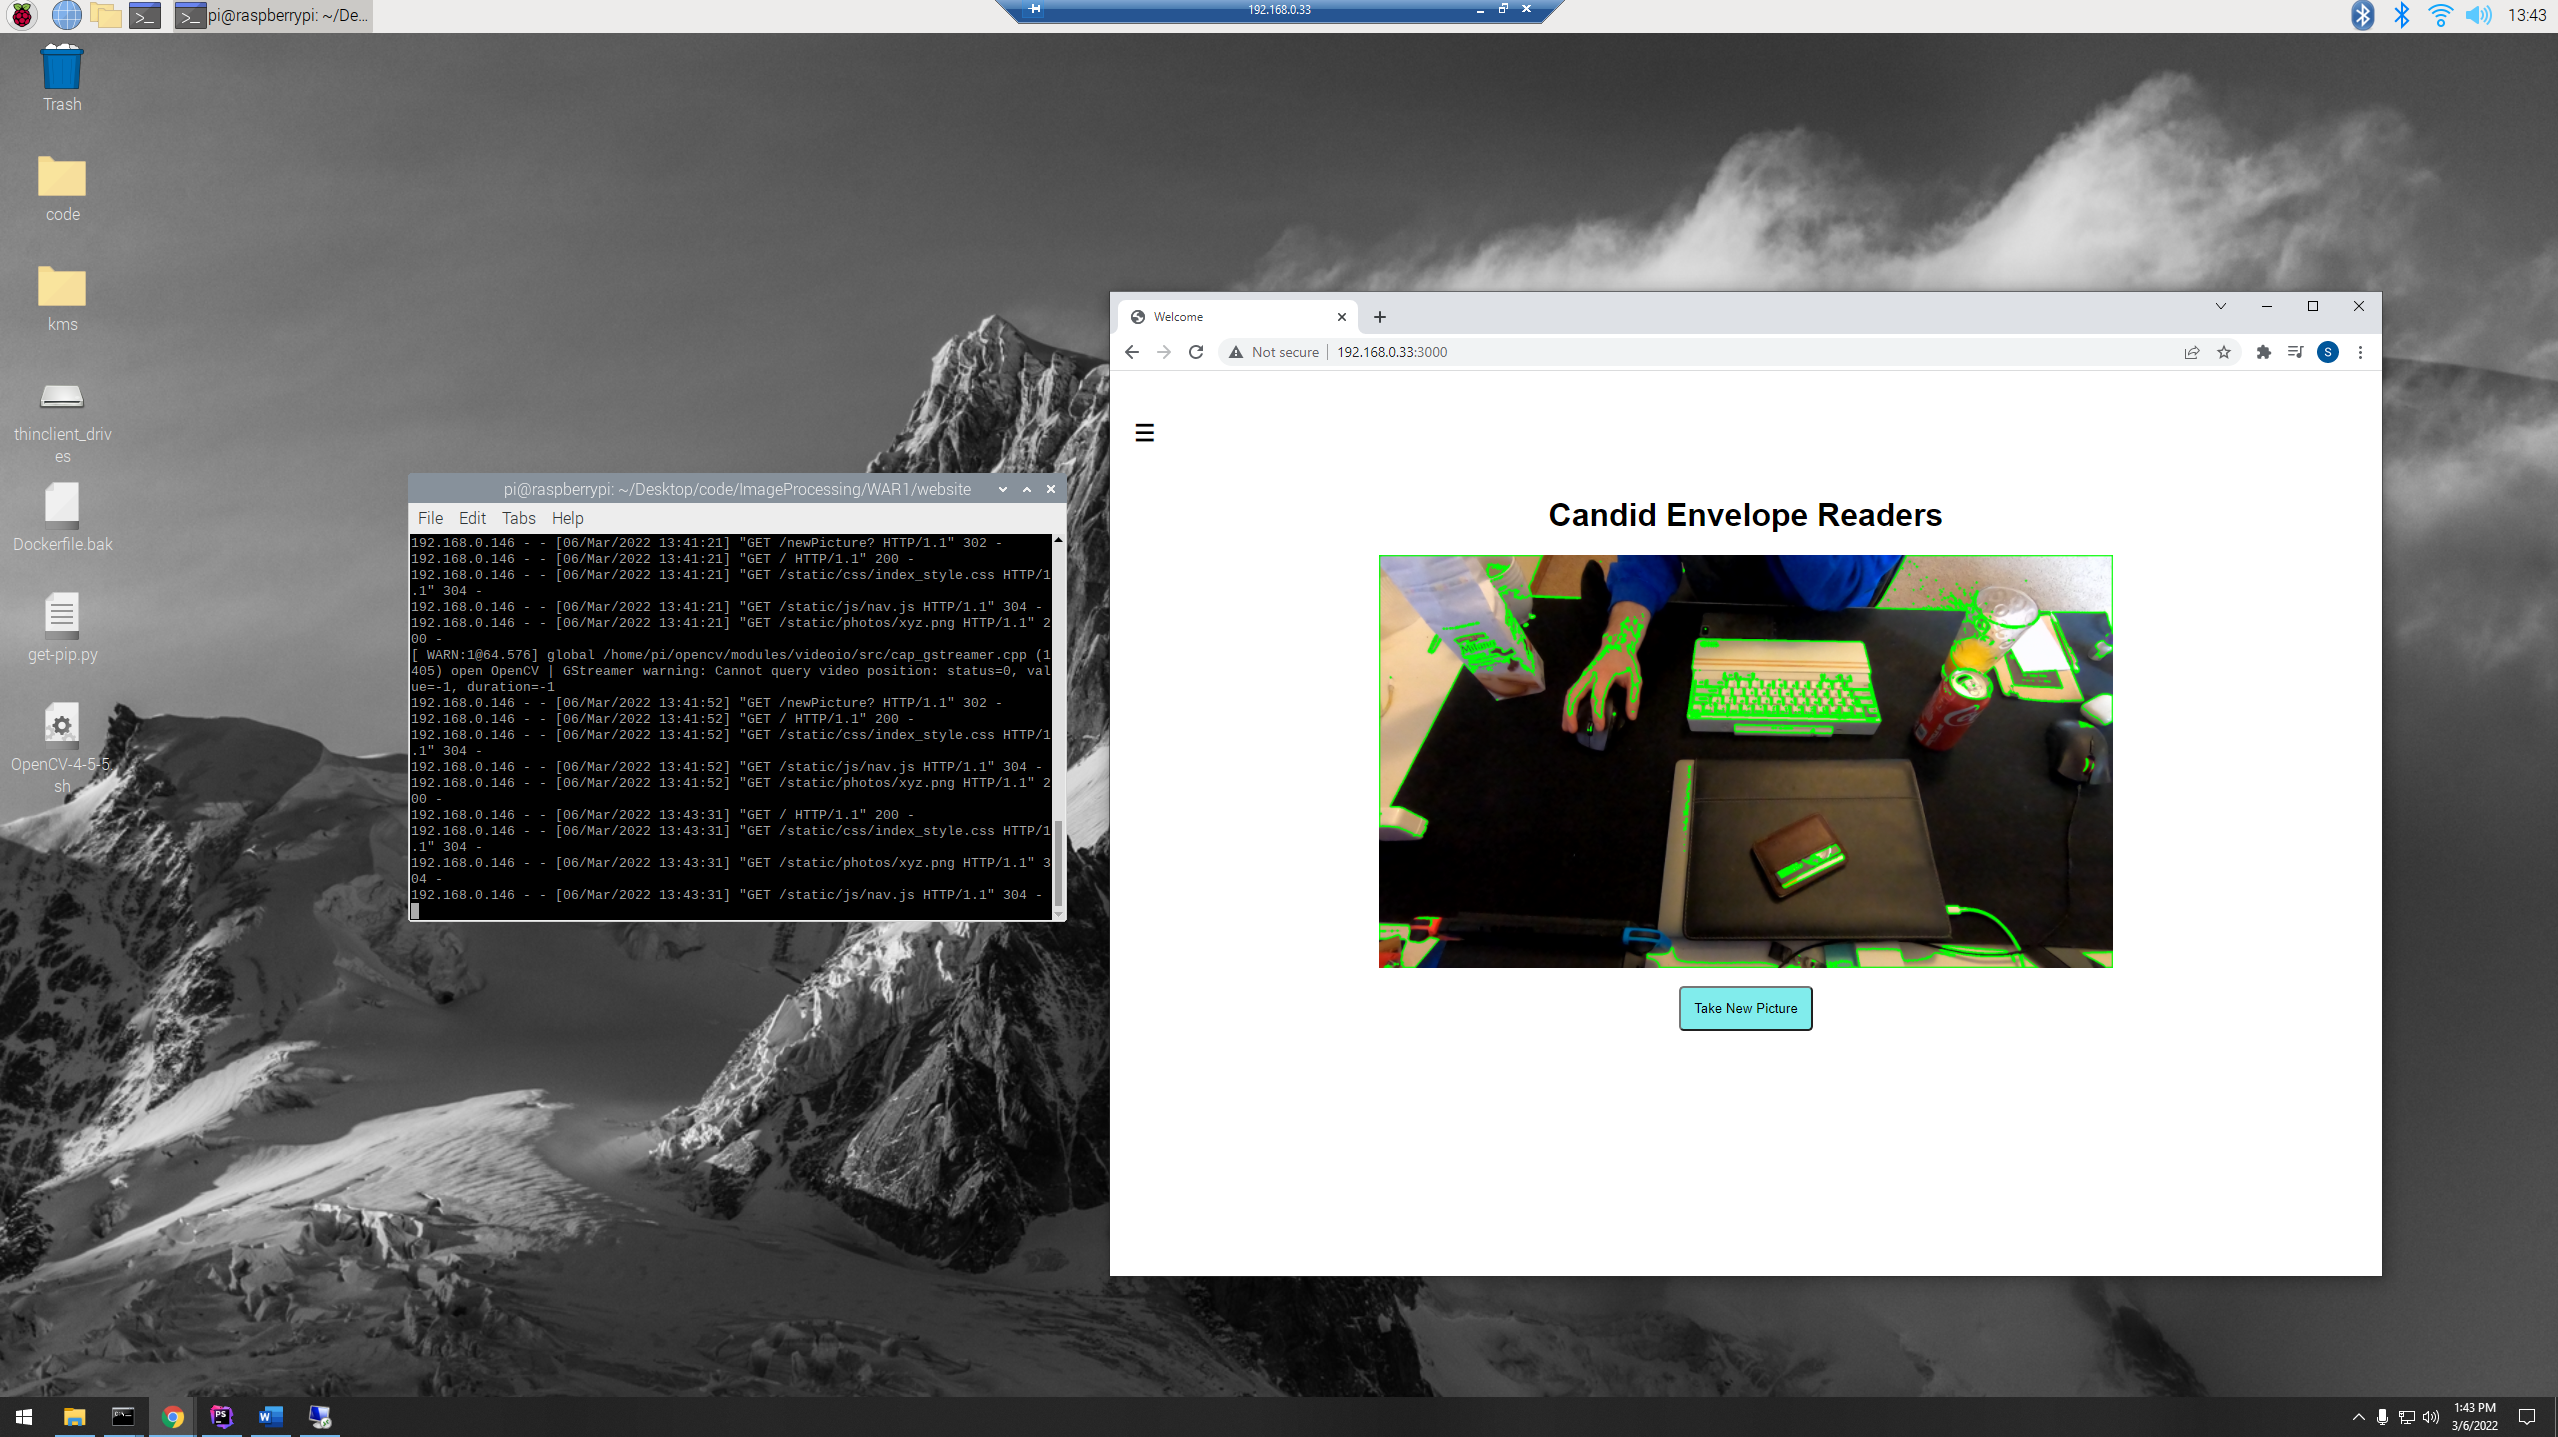 pi@raspberrypi: ~/De...
192.168.0.33
13:43
Trash
code
kms
thinclient_driv
es
Dockerfile.bak
get-pip.py
OpenCV-4-5-5
sh
pi@raspberrypi: ~/Desktop/code/ImageProcessing/WAR1/website
File Edit Tabs Help
192.168.0.146 - - [06/Mar/2022 13:41:21] "GET /newPicture? HTTP/1.1" 302 -
192.168.0.146 - - [06/Mar/2022 13:41:21] "GET / HTTP/1.1" 200 -
192.168.0.146 - - [06/Mar/2022 13:41:21] "GET /static/css/index_style.css HTTP/1
.1" 304 -
192.168.0.146 - - [06/Mar/2022 13:41:21] "GET /static/js/nav.js HTTP/1.1" 304 -
192.168.0.146 - - [06/Mar/2022 13:41:21] "GET /static/photos/xyz.png HTTP/1.1" 2
00 -
[ WARN:1@64.576] global /home/pi/opencv/modules/videoio/src/cap_gstreamer.cpp (1
405) open OpenCV | GStreamer warning: Cannot query video position: status=0, val
ue=-1, duration=-1
192.168.0.146 - - [06/Mar/2022 13:41:52] "GET /newPicture? HTTP/1.1" 302 -
192.168.0.146 - - [06/Mar/2022 13:41:52] "GET / HTTP/1.1" 200 -
192.168.0.146 - - [06/Mar/2022 13:41:52] "GET /static/css/index_style.css HTTP/1
.1" 304 -
192.168.0.146 - - [06/Mar/2022 13:41:52] "GET /static/js/nav.js HTTP/1.1" 304 -
192.168.0.146 - - [06/Mar/2022 13:41:52] "GET /static/photos/xyz.png HTTP/1.1" 2
00 -
192.168.0.146 - - [06/Mar/2022 13:43:31] "GET / HTTP/1.1" 200 -
192.168.0.146 - - [06/Mar/2022 13:43:31] "GET /static/css/index_style.css HTTP/1
.1" 304 -
192.168.0.146 - - [06/Mar/2022 13:43:31] "GET /static/photos/xyz.png HTTP/1.1" 3
04 -
192.168.0.146 - - [06/Mar/2022 13:43:31] "GET /static/js/nav.js HTTP/1.1" 304 -
Welcome
Not secure | 192.168.0.33:3000
S
Candid Envelope Readers
Milano
Take New Picture
PS
W
1:43 PM
3/6/2022